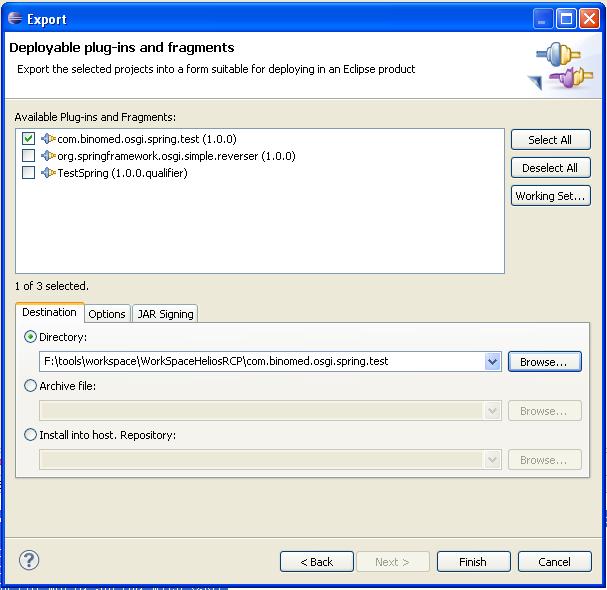 Export
Deployable plug-ins and fragments
Export the selected projects into a form suitable for deploying in an Eclipse product
Available Plug-ins and Fragments:
com.binomed.osgi.spring.test (1.0.0)
org.springframework.osgi.simple.reverser (1.0.0)
TestSpring (1.0.0.qualifier)
Select All
Deselect All
Working Set...
1 of 3 selected.
Destination Options JAR Signing
Directory:
F:\tools\workspace\WorkSpaceHeliosRCP\com.binomed.osgi.spring.test Browse...
Archive file:
Browse...
Install into host. Repository:
Browse...
? < Back Next > Finish Cancel